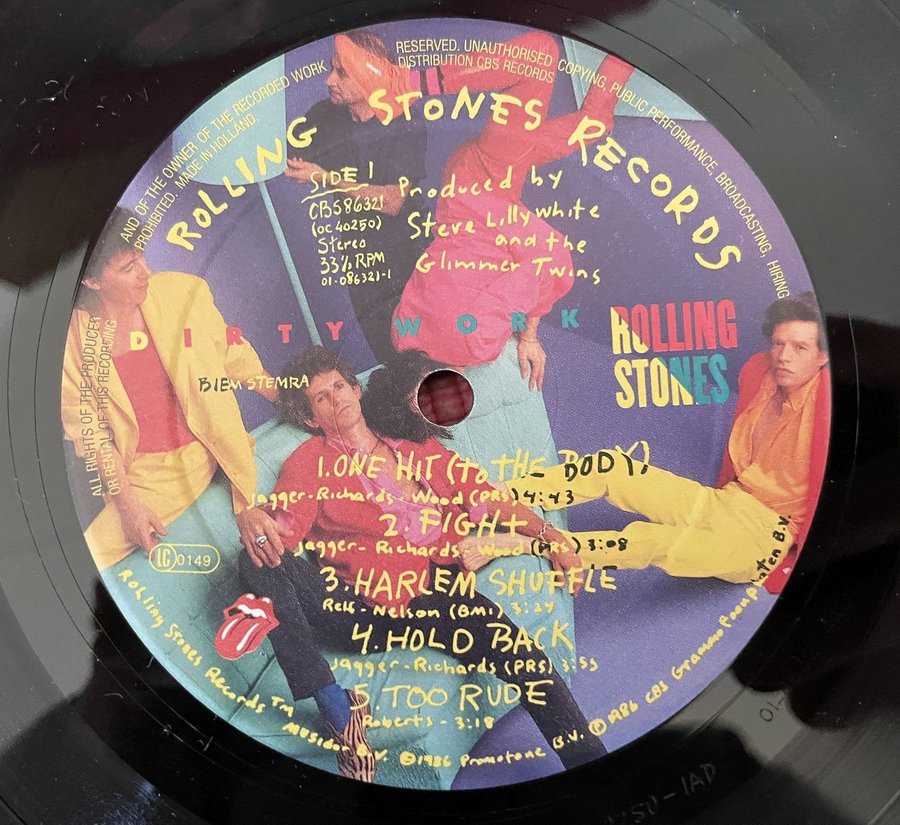 AND OF THE OWNER OF THE RECORDED WORK
RESERVED. UNAUTHORISED COPYING, PUBLIC PERFORMANCE, BROADCASTING, HIRING
PROHIBITED. MADE IN HOLLAND.
DISTRIBUTION CBS RECORDS
ALL RIGHTS OF THE PRODUCER
OR RENTAL OF THIS RECORDING
ROLLING STONES RECORDS
SIDE 1
CBS86321
(OC 40250)
Stereo
33⅓ RPM
01-086321-1
Produced by
Steve Lillywhite
and the
Glimmer Twins
DIRTY WORK
ROLLING
STONES
BIEM STEMRA
1. ONE HIT (to THE BODY)
Jagger-Richards-Wood (PRS) 4:43
2. FIGHT
Jagger-Richards-Wood (PRS) 3:08
3. HARLEM SHUFFLE
Relf-Nelson (BMI) 3:24
4. HOLD BACK
Jagger-Richards (PRS) 3:55
5. TOO RUDE
Roberts - 3:18
LC 0149
Rolling Stones Records TM Musidor B.V. ℗1986 Promotone B.V. ©1986 CBS Grammofoonplaten B.V.